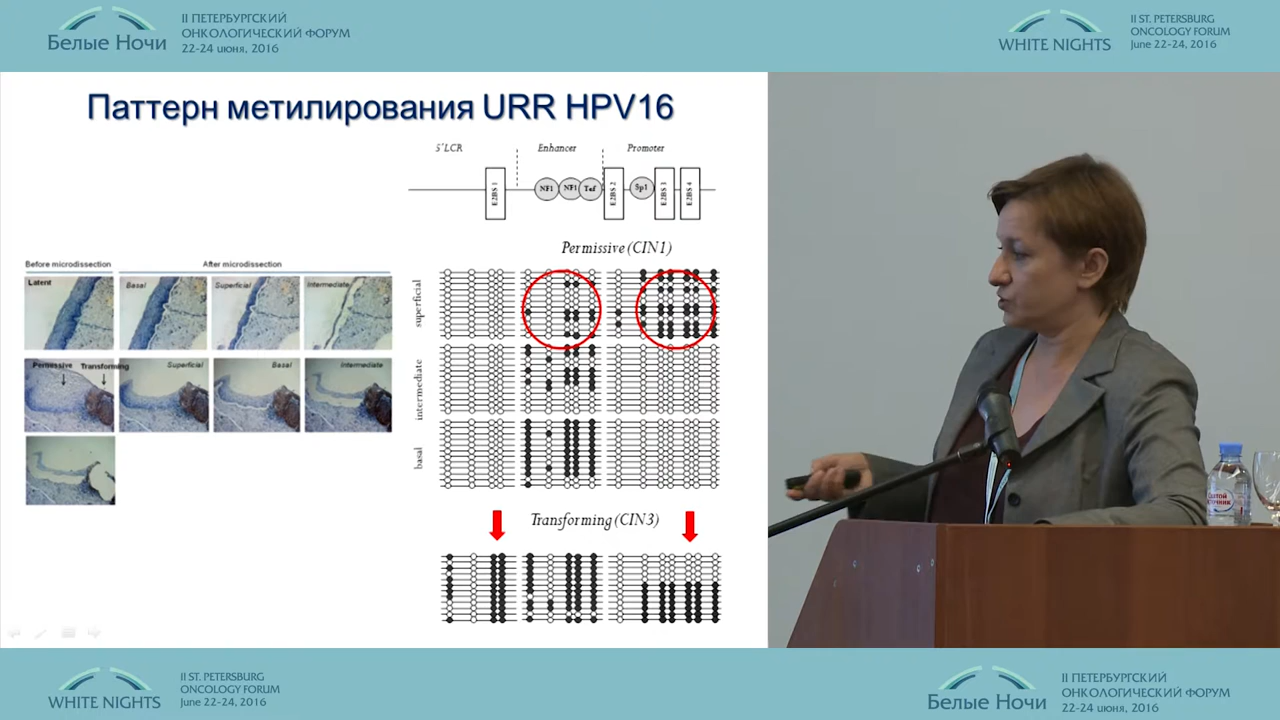 Белые Ночи
II ПЕТЕРБУРГСКИЙ
ОНКОЛОГИЧЕСКИЙ ФОРУМ
22-24 июня, 2016
WHITE NIGHTS
II ST. PETERSBURG
ONCOLOGY FORUM
June 22-24, 2016
Паттерн метилирования URR HPV16
5´LCR
Enhancer
Promoter
E2BS 1
NF1
NF1
Tef
E2BS 2
Sp1
E2BS 3
E2BS 4
Permissive (CIN1)
Before microdissection
After microdissection
Latent
Basal
Superficial
Intermediate
Permissive
Transforming
Superficial
Basal
Intermediate
superficial
intermediate
basal
Transforming (CIN3)
WHITE NIGHTS
II ST. PETERSBURG
ONCOLOGY FORUM
June 22-24, 2016
Белые Ночи
II ПЕТЕРБУРГСКИЙ
ОНКОЛОГИЧЕСКИЙ ФОРУМ
22-24 июня, 2016